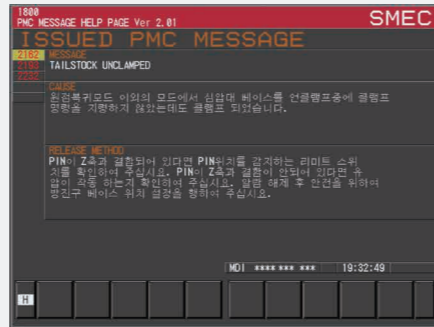 1800
PMC MESSAGE HELP PAGE Ver 2.01
SMEC
ISSUED PMC MESSAGE
2162 MESSAGE
2193 TAILSTOCK UNCLAMPED
2232
CAUSE
원점복귀모드 이외의 모드에서 심압대 베이스를 언클램프중에 클램프
명령을 지령하지 않았는데도 클램프 되었습니다.
RELEASE METHOD
PIN이 Z축과 결합되어 있다면 PIN위치를 감지하는 리미트 스위
치를 확인하여 주십시요. PIN이 Z축과 결합이 안되어 있다면 유
압이 작동 하는지 확인하여 주십시요. 알람 해제 후 안전을 위하여
방진구 베이스 위치 설정을 행하여 주십시요.
MDI **** *** *** 19:32:49
H